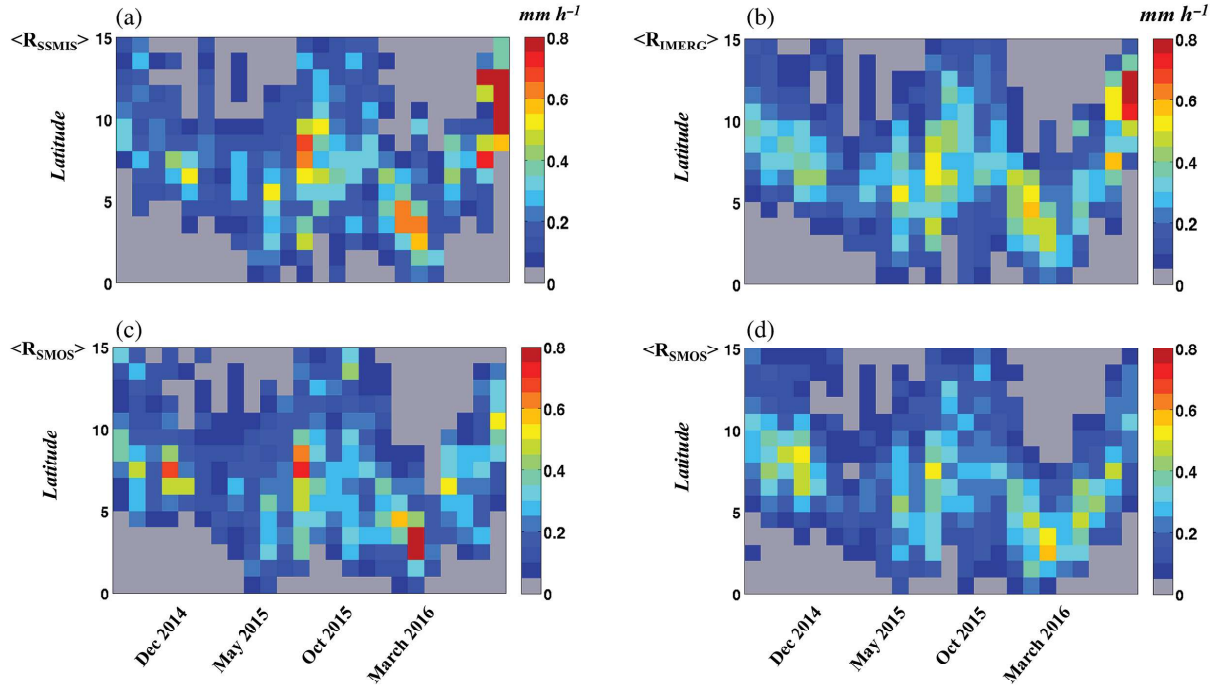 (a)
mm h⁻¹
<R_SSMIS>
15
10
5
0
Latitude
0.8
0.6
0.4
0.2
0
(b)
mm h⁻¹
<R_IMERG>
15
10
5
0
Latitude
0.8
0.6
0.4
0.2
0
(c)
<R_SMOS>
15
10
5
0
Latitude
0.8
0.6
0.4
0.2
0
Dec 2014
May 2015
Oct 2015
March 2016
(d)
<R_SMOS>
15
10
5
0
Latitude
0.8
0.6
0.4
0.2
0
Dec 2014
May 2015
Oct 2015
March 2016